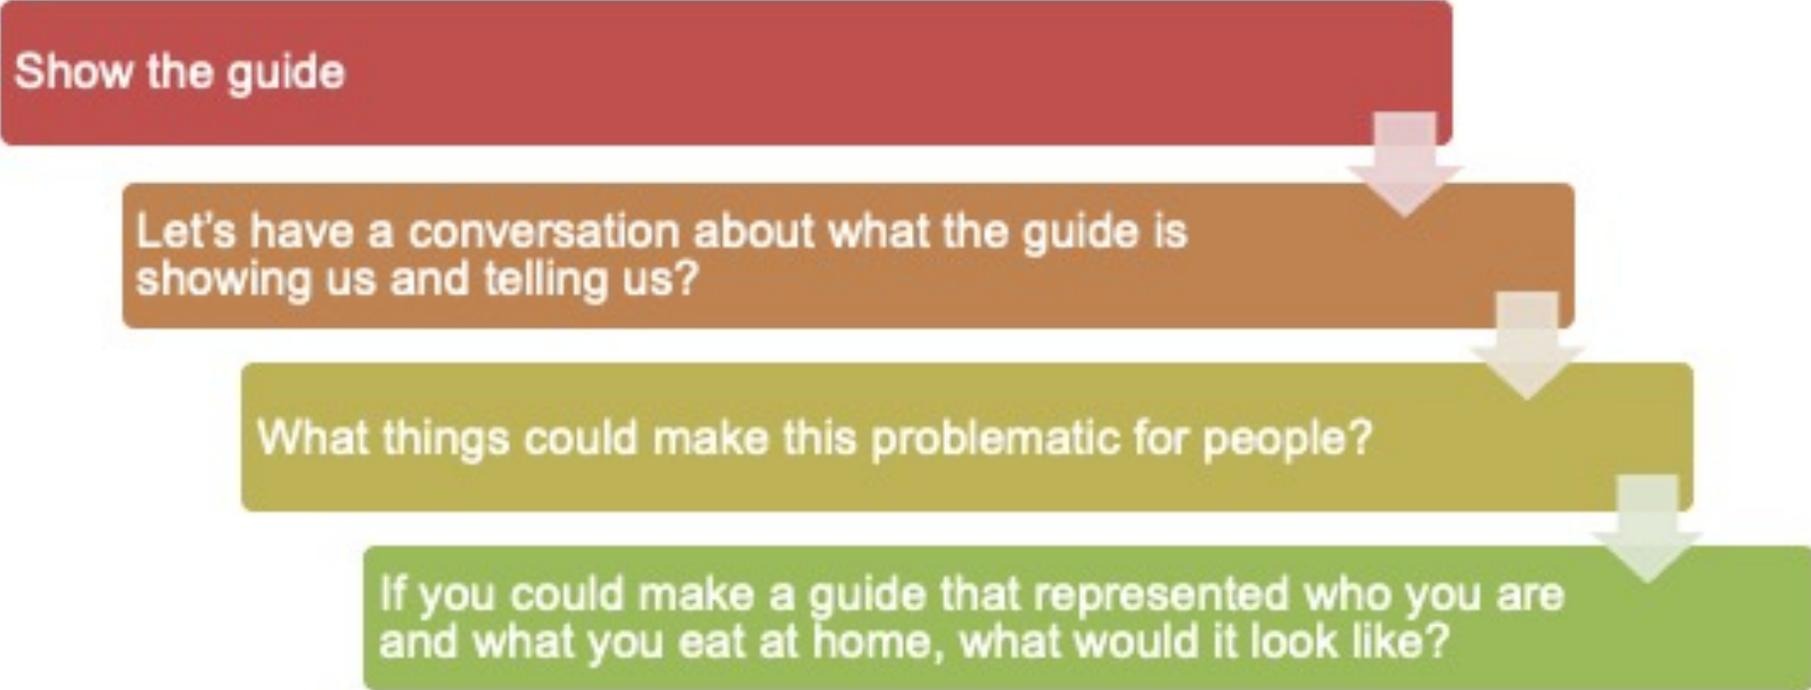 Show the guide
Let's have a conversation about what the guide is
showing us and telling us?
What things could make this problematic for people?
If you could make a guide that represented who you are
and what you eat at home, what would it look like?